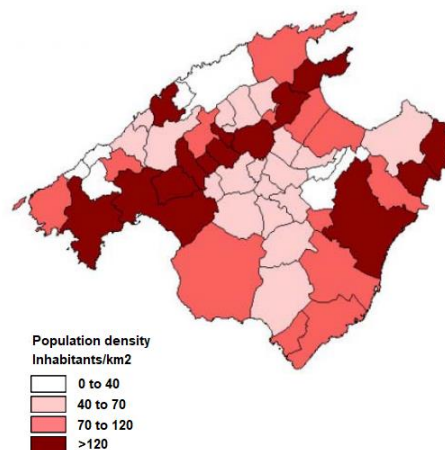 Population density
Inhabitants/km2
0 to 40
40 to 70
70 to 120
>120